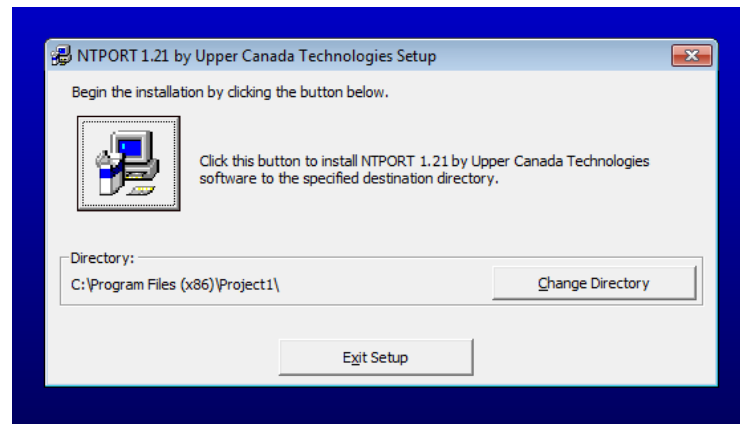 NTPORT 1.21 by Upper Canada Technologies Setup
Begin the installation by clicking the button below.
Click this button to install NTPORT 1.21 by Upper Canada Technologies
software to the specified destination directory.
Directory:
C:\Program Files (x86)\Project1\
Change Directory
Exit Setup